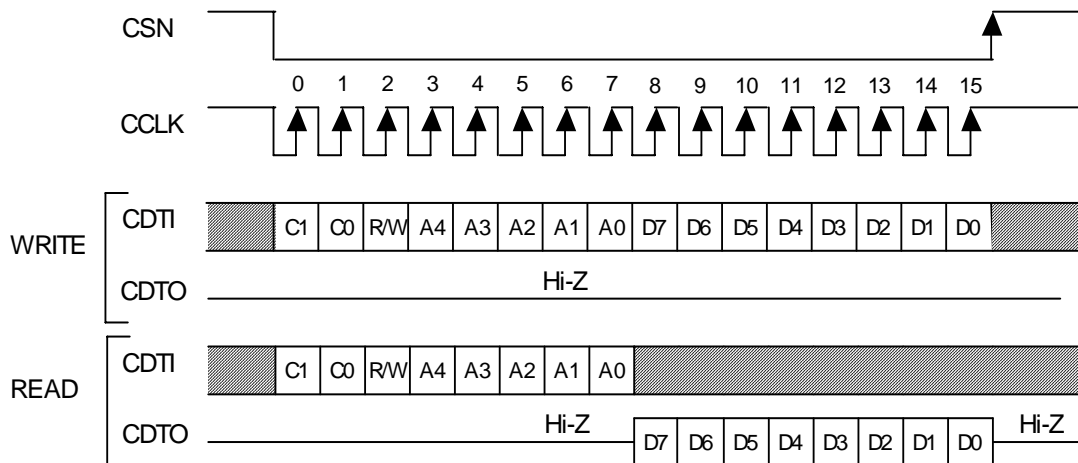 CSN
0 1 2 3 4 5 6 7 8 9 10 11 12 13 14 15
CCLK
WRITE
CDTI C1 C0 R/W A4 A3 A2 A1 A0 D7 D6 D5 D4 D3 D2 D1 D0
Hi-Z
CDTO
READ
CDTI C1 C0 R/W A4 A3 A2 A1 A0
Hi-Z Hi-Z
CDTO D7 D6 D5 D4 D3 D2 D1 D0